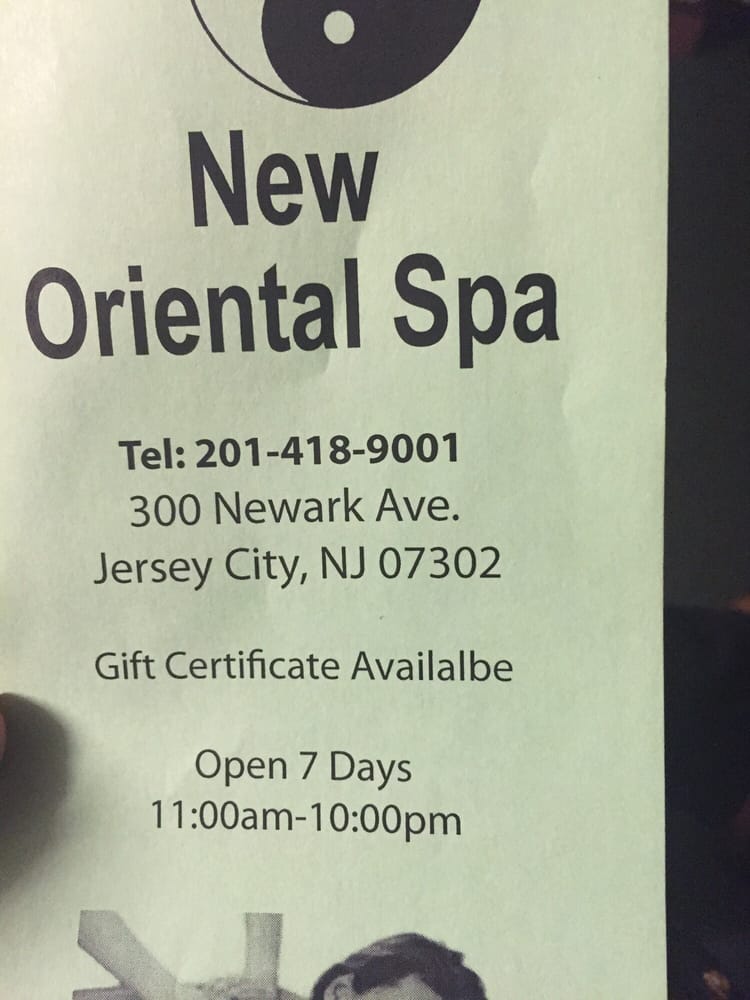 New
Oriental Spa
Tel: 201-418-9001
300 Newark Ave.
Jersey City, NJ 07302
Gift Certificate Availalbe
Open 7 Days
11:00am-10:00pm